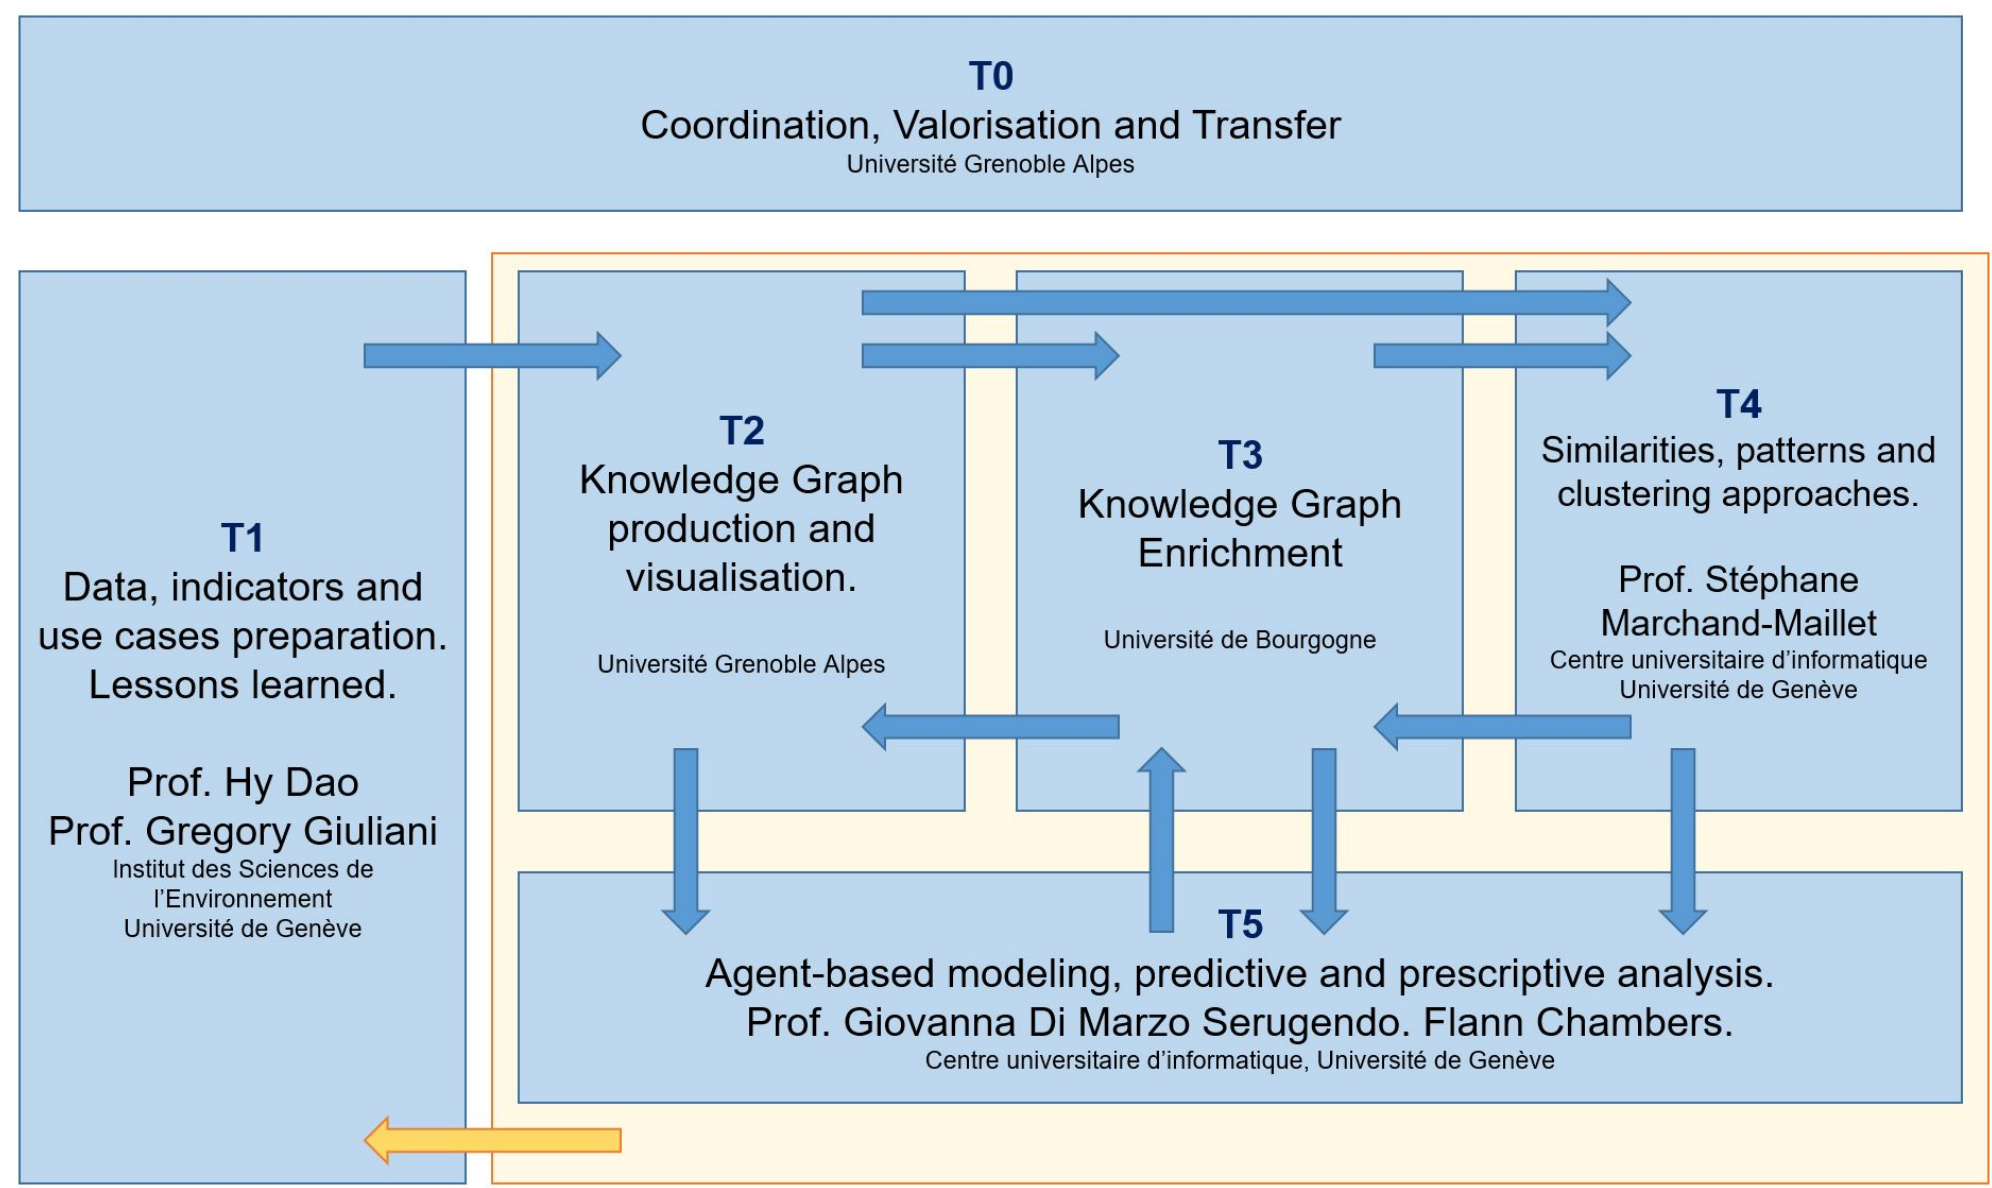 T0
Coordination, Valorisation and Transfer
Université Grenoble Alpes
T1
Data, indicators and
use cases preparation.
Lessons learned.
Prof. Hy Dao
Prof. Gregory Giuliani
Institut des Sciences de
l’Environnement
Université de Genève
T2
Knowledge Graph
production and
visualisation.
Université Grenoble Alpes
T3
Knowledge Graph
Enrichment
Université de Bourgogne
T4
Similarities, patterns and
clustering approaches.
Prof. Stéphane
Marchand-Maillet
Centre universitaire d’informatique
Université de Genève
T5
Agent-based modeling, predictive and prescriptive analysis.
Prof. Giovanna Di Marzo Serugendo. Flann Chambers.
Centre universitaire d’informatique, Université de Genève